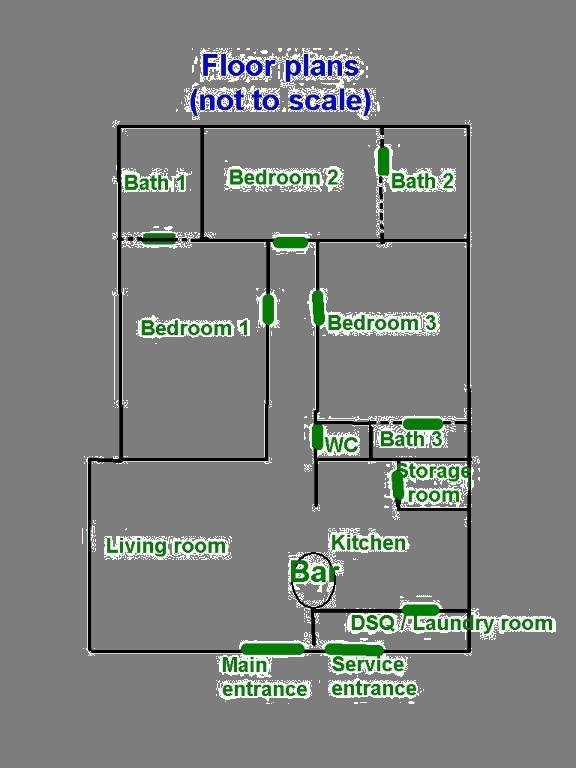 Floor plans
(not to scale)
Bath 1
Bedroom 2
Bath 2
Bedroom 1
Bedroom 3
WC
Bath 3
Storage
room
Living room
Kitchen
Bar
DSQ / Laundry room
Main
entrance
Service
entrance